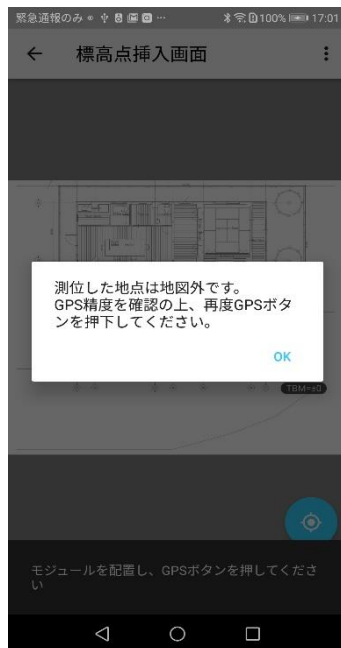 緊急通報のみ
100% 17:01
標高点挿入画面
測位した地点は地図外です。
GPS精度を確認の上、再度GPSボタ
ンを押下してください。
OK
TBM=±0
モジュールを配置し、GPSボタンを押してくださ
い